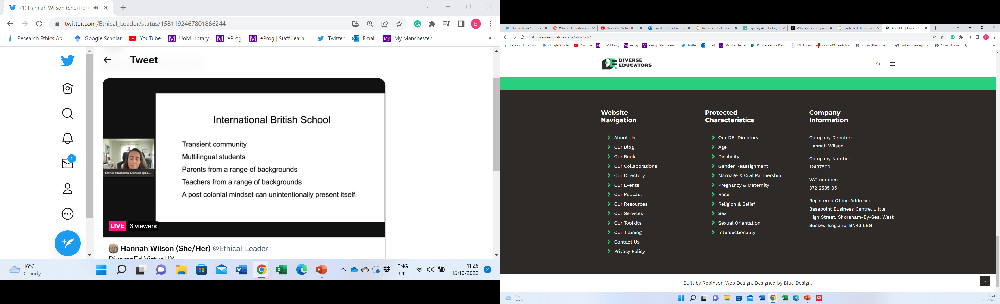 (1) Hannah Wilson (She/Her)
twitter.com/Ethical_Leader/status/1581192467801866244
E
Research Ethics Ap...
Google Scholar
YouTube
UoM Library
eProg
eProg | Staff Learni...
Twitter
Email
My Manchester
»
Tweet
International British School
Transient community
Multilingual students
Parents from a range of backgrounds
Teachers from a range of backgrounds
A post colonial mindset can unintentionally present itself
Esther Mustamu-Daniels @Es...
LIVE 6 viewers
1
Hannah Wilson (She/Her) @Ethical_Leader
16°C
Cloudy
ENG
UK
11:28
15/10/2022
2
Notifications / Twitter
#DiverseEd Virtual eve
DiverseEd Virtual IX -
Email - Esther Cummin
twitter symbol - Goog
Equality Act Photos, D
Why is reflective prac
protected characterist
About Us | Diverse Ed
diverseeducators.co.uk/about-us/
E
Research Ethics Ap...
Google Scholar
YouTube
UoM Library
eProg
eProg | Staff Learni...
Twitter
Email
My Manchester
PhD research - Plan...
LBU library
Covid-19: Leeds ho...
Zoom (The Universi...
Instant messaging (...
12 most commonly...
»
DIVERSE
EDUCATORS
Website
Navigation
About Us
Our Blog
Our Book
Our Collaborations
Our Directory
Our Events
Our Podcast
Our Resources
Our Services
Our Toolkits
Our Training
Contact Us
Privacy Policy
Protected
Characteristics
Our DEI Directory
Age
Disability
Gender Reassignment
Marriage & Civil Partnership
Pregnancy & Maternity
Race
Religion & Belief
Sex
Sexual Orientation
Intersectionality
Company
Information
Company Director:
Hannah Wilson
Company Number:
12437800
VAT number:
372 2535 05
Registered Office Address:
Basepoint Business Centre, Little
High Street, Shoreham-By-Sea, West
Sussex, England, BN43 5EG
Built by Robinson Web Design. Designed by Blue Design.
16°C
Cloudy
11:28
15/10/2022